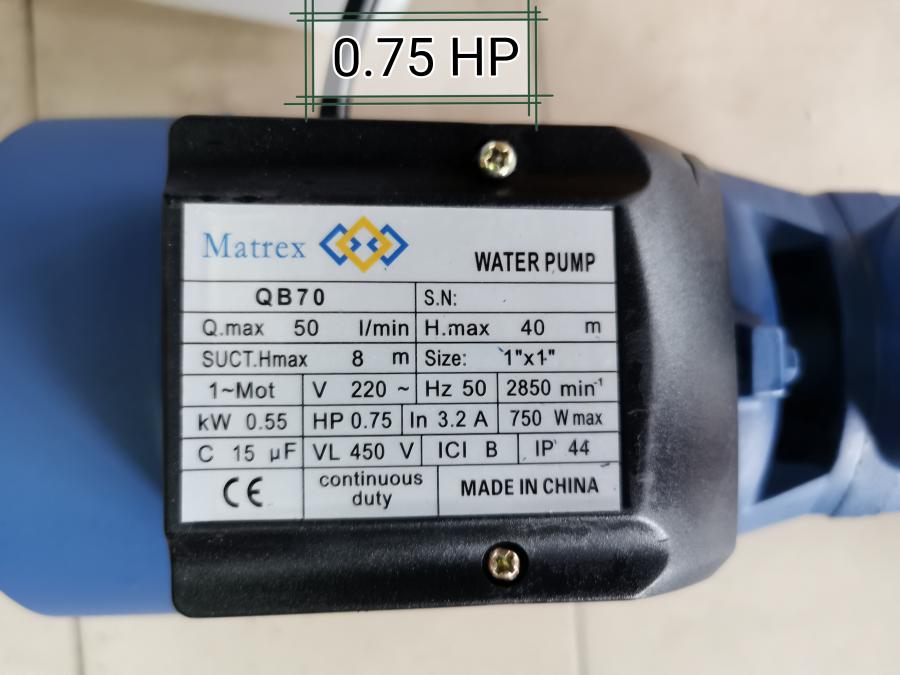 0.75 HP
Matrex
WATER PUMP
QB70 S.N:
Q.max 50 l/min H.max 40 m
SUCT.Hmax 8 m Size: 1"x1"
1~Mot V 220 ~ Hz 50 2850 min⁻¹
kW 0.55 HP 0.75 In 3.2 A 750 W max
C 15 µF VL 450 V ICI B IP 44
CE continuous duty MADE IN CHINA